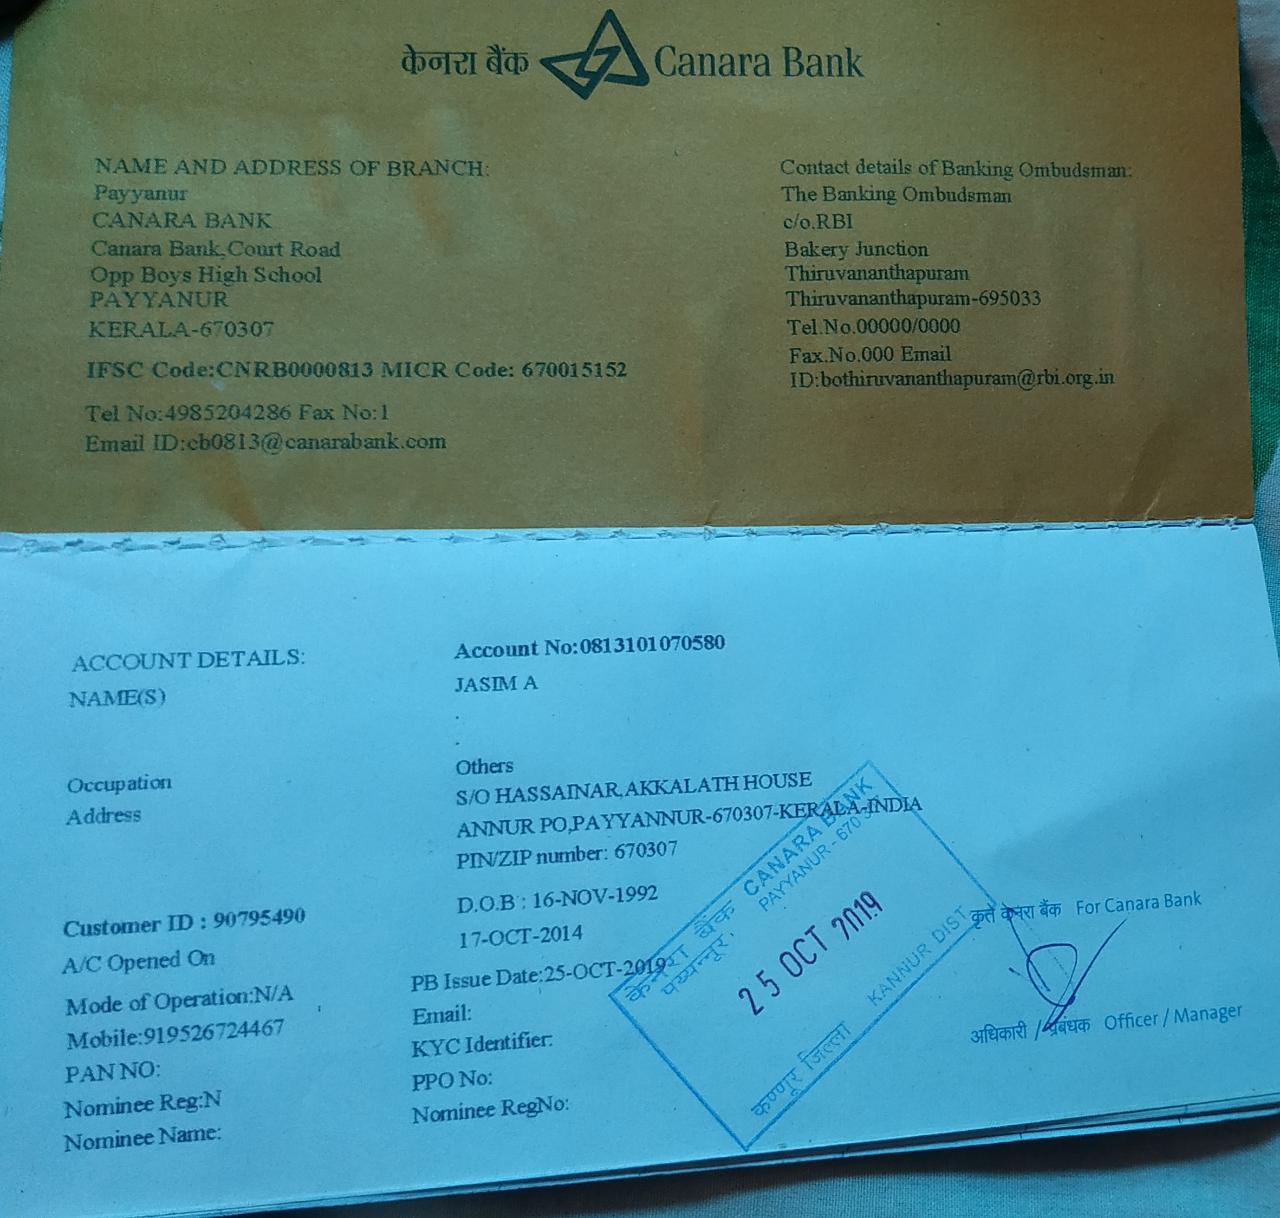 केनरा बैंक Canara Bank
NAME AND ADDRESS OF BRANCH:
Payyanur
CANARA BANK
Canara Bank,Court Road
Opp Boys High School
PAYYANUR
KERALA-670307
IFSC Code:CNRB0000813 MICR Code: 670015152
Tel No:4985204286 Fax No:1
Email ID:cb0813@canarabank.com
Contact details of Banking Ombudsman:
The Banking Ombudsman
c/o.RBI
Bakery Junction
Thiruvananthapuram
Thiruvananthapuram-695033
Tel.No.00000/0000
Fax.No.000 Email
ID:bothiruvananthapuram@rbi.org.in
ACCOUNT DETAILS: Account No:0813101070580
NAME(S) JASIM A
.
.
Occupation Others
Address S/O HASSAINAR,AKKALATH HOUSE
ANNUR PO,PAYYANNUR-670307-KERALA-INDIA
PIN/ZIP number: 670307
Customer ID : 90795490 D.O.B : 16-NOV-1992
A/C Opened On 17-OCT-2014
Mode of Operation:N/A PB Issue Date:25-OCT-2019
Mobile:919526724467 Email:
PAN NO: KYC Identifier:
Nominee Reg:N PPO No:
Nominee Name: Nominee RegNo:
केनरा बैंक CANARA BANK
पय्यन्नूर, PAYYANUR - 670
25 OCT 2019
कण्णूर जिल्ला KANNUR DIST
कृते केनरा बैंक For Canara Bank
अधिकारी / प्रबंधक Officer / Manager